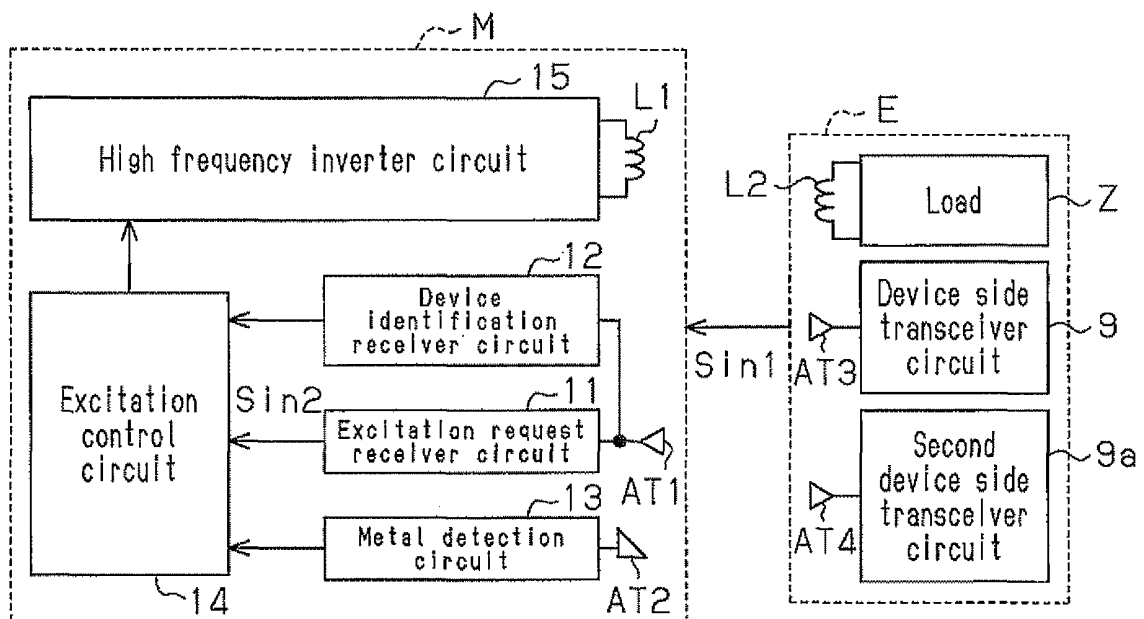 M
15
L1
High frequency inverter circuit
E
L2
Load
Z
12
Device
identification
receiver circuit
Device side
transceiver
circuit
9
AT3
Sin1
Excitation
control
circuit
Sin2
11
Excitation request
receiver circuit
AT1
Second
device side
transceiver
circuit
9a
AT4
13
Metal detection
circuit
AT2
14